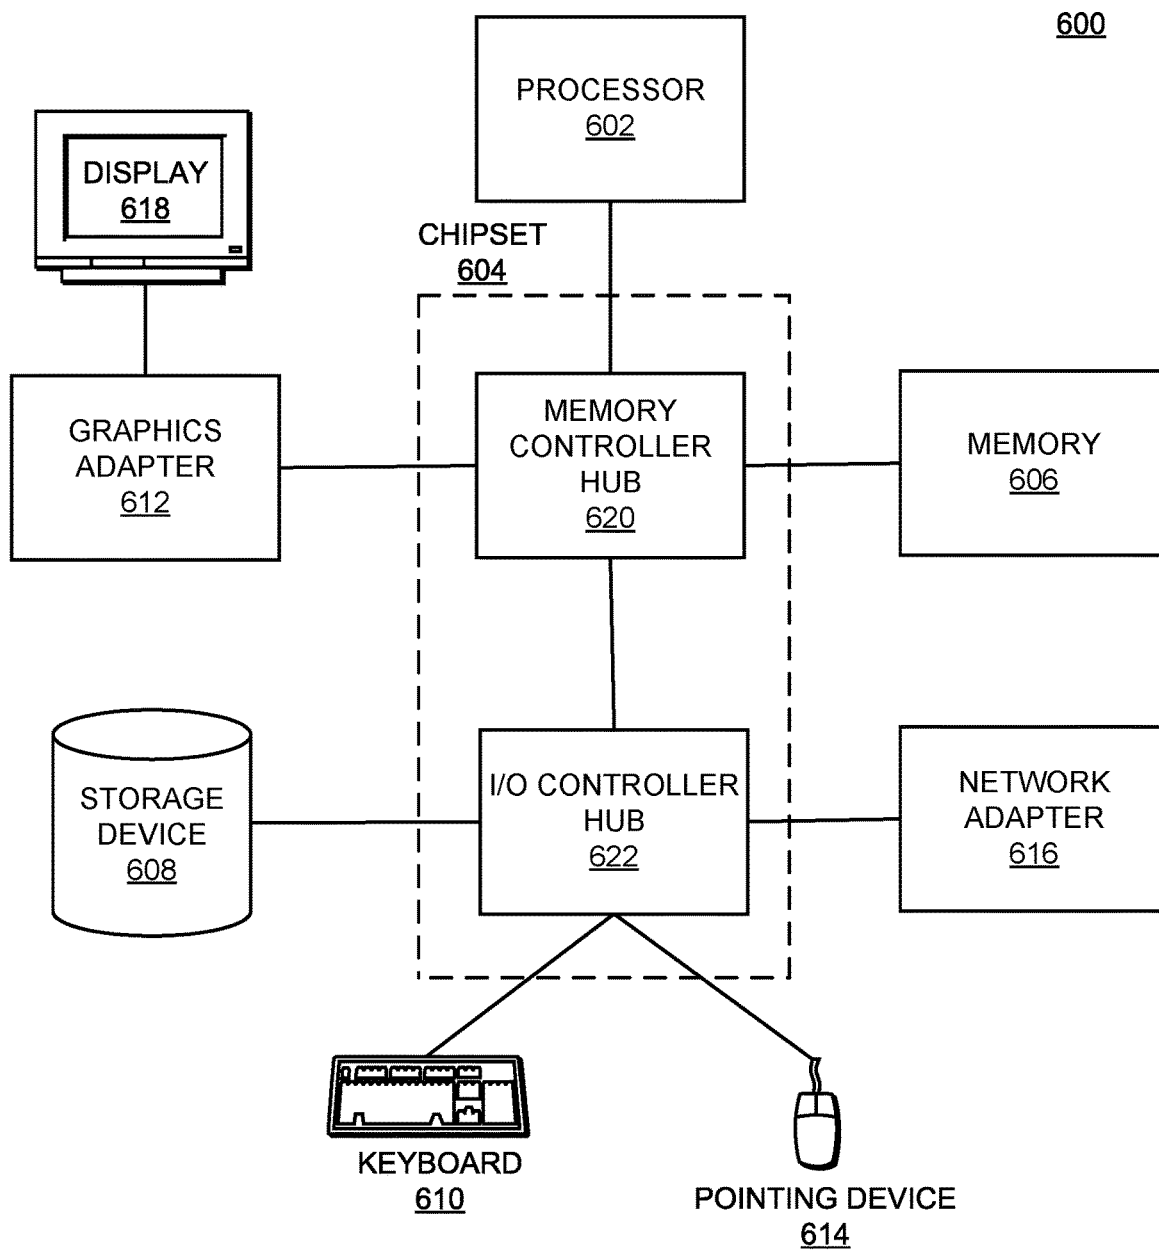 600
PROCESSOR
602
DISPLAY
618
CHIPSET
604
GRAPHICS
ADAPTER
612
MEMORY
CONTROLLER
HUB
620
MEMORY
606
STORAGE
DEVICE
608
I/O CONTROLLER
HUB
622
NETWORK
ADAPTER
616
KEYBOARD
610
POINTING DEVICE
614